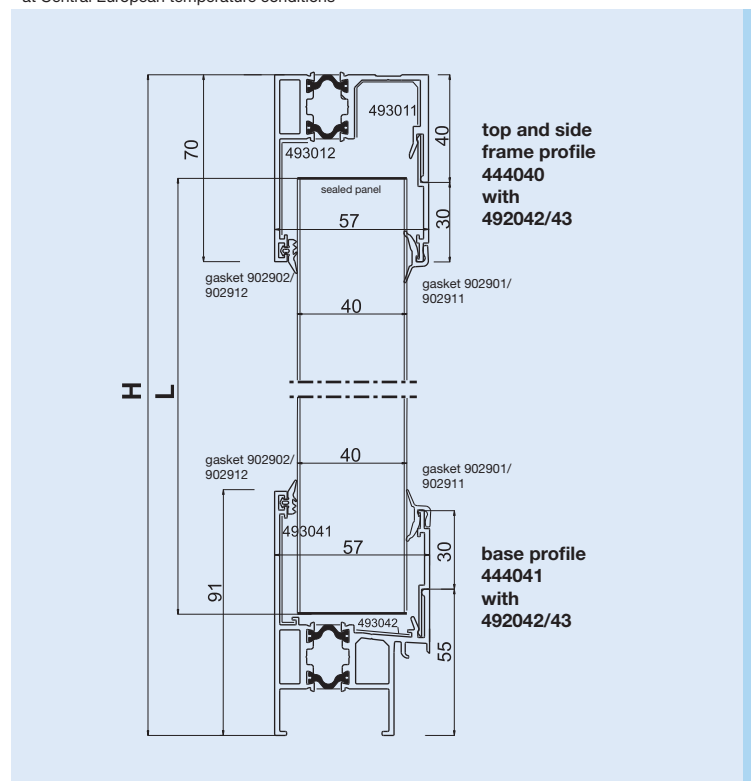 at Central European temperature conditions
493011
70
40
493012
top and side
frame profile
444040
with
492042/43
sealed panel
57
30
gasket 902902/
902912
gasket 902901/
902911
40
H
L
40
gasket 902902/
902912
gasket 902901/
902911
493041
57
30
base profile
444041
with
492042/43
91
493042
55